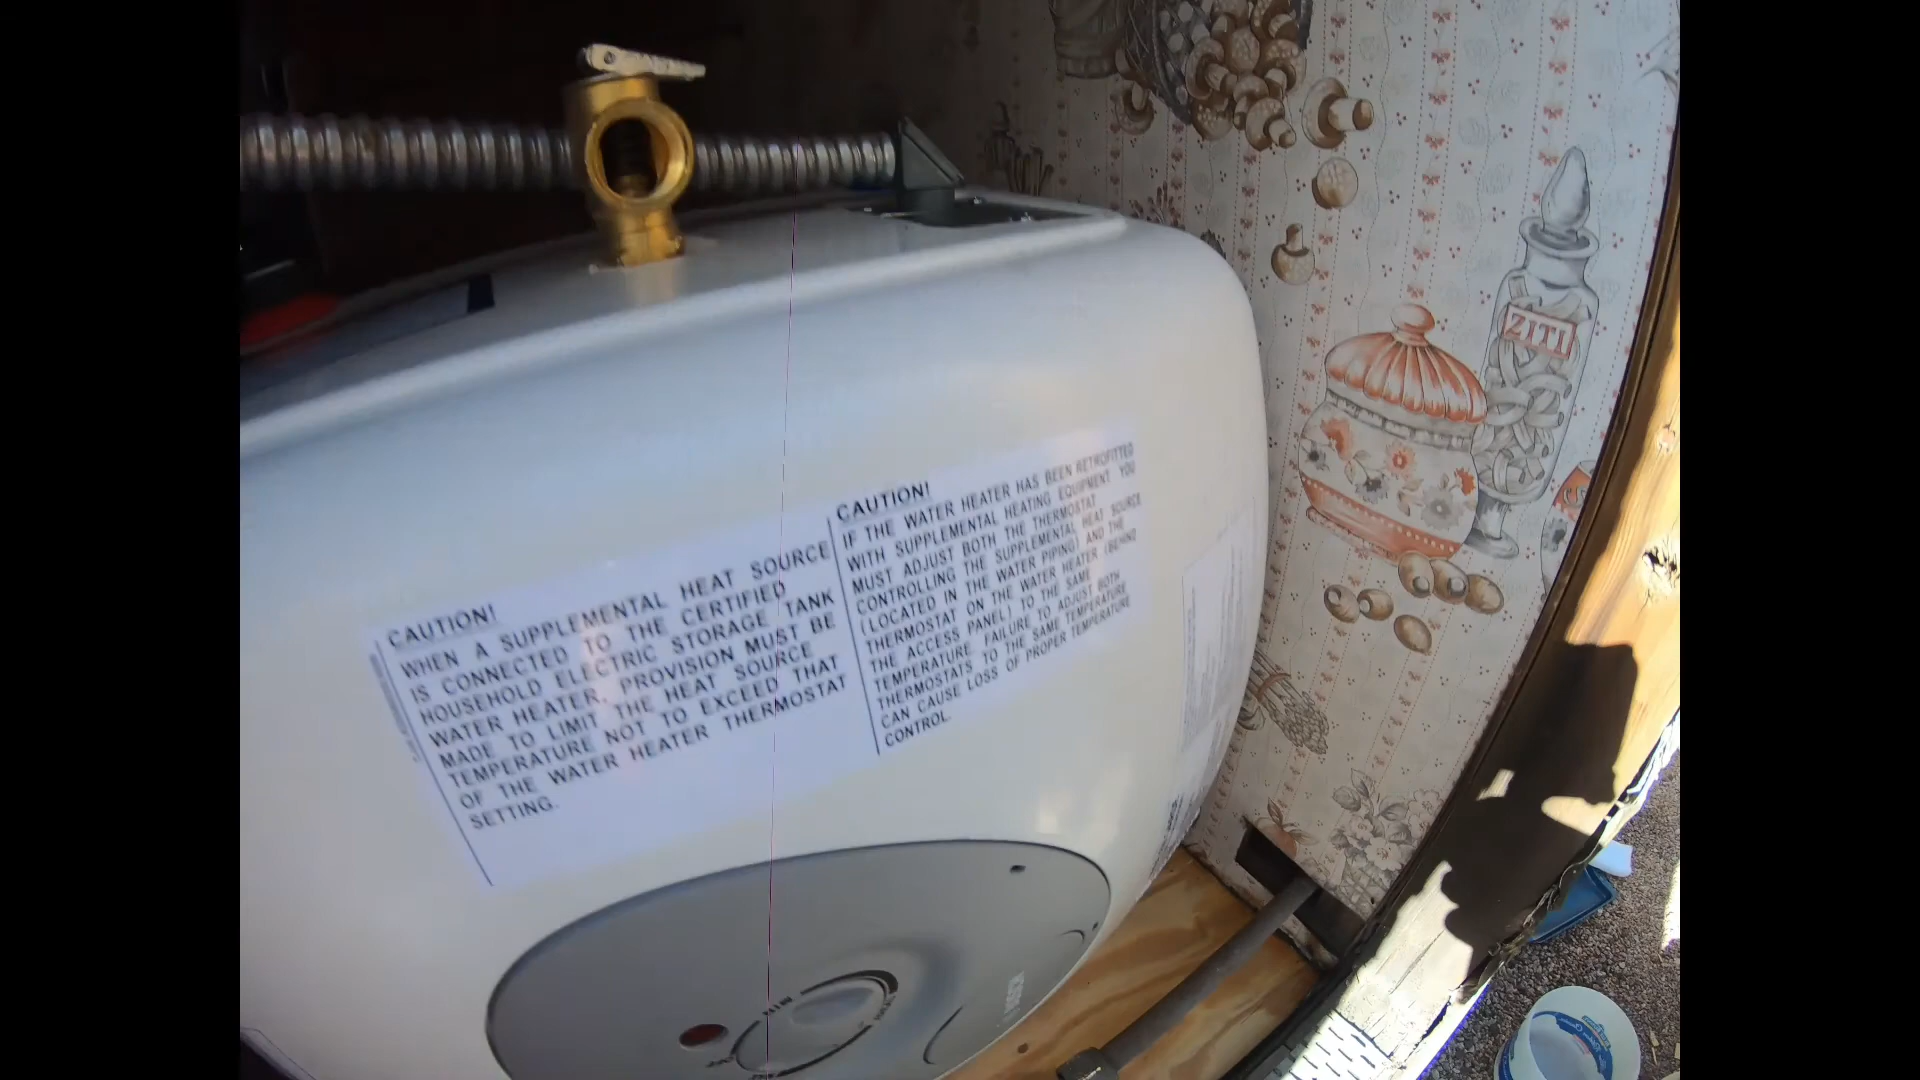 CAUTION!
WHEN A SUPPLEMENTAL HEAT SOURCE
IS CONNECTED TO THE CERTIFIED
HOUSEHOLD ELECTRIC STORAGE TANK
WATER HEATER, PROVISION MUST BE
MADE TO LIMIT THE HEAT SOURCE
TEMPERATURE NOT TO EXCEED THAT
OF THE WATER HEATER THERMOSTAT
SETTING.
CAUTION!
IF THE WATER HEATER HAS BEEN RETROFITTED
WITH SUPPLEMENTAL HEATING EQUIPMENT YOU
MUST ADJUST BOTH THE THERMOSTAT
CONTROLLING THE SUPPLEMENTAL HEAT SOURCE
(LOCATED IN THE WATER PIPING) AND THE
THERMOSTAT ON THE WATER HEATER (BEHIND
THE ACCESS PANEL) TO THE SAME
TEMPERATURE. FAILURE TO ADJUST BOTH
THERMOSTATS TO THE SAME TEMPERATURE
CAN CAUSE LOSS OF PROPER TEMPERATURE
CONTROL.
ZITI
MIN